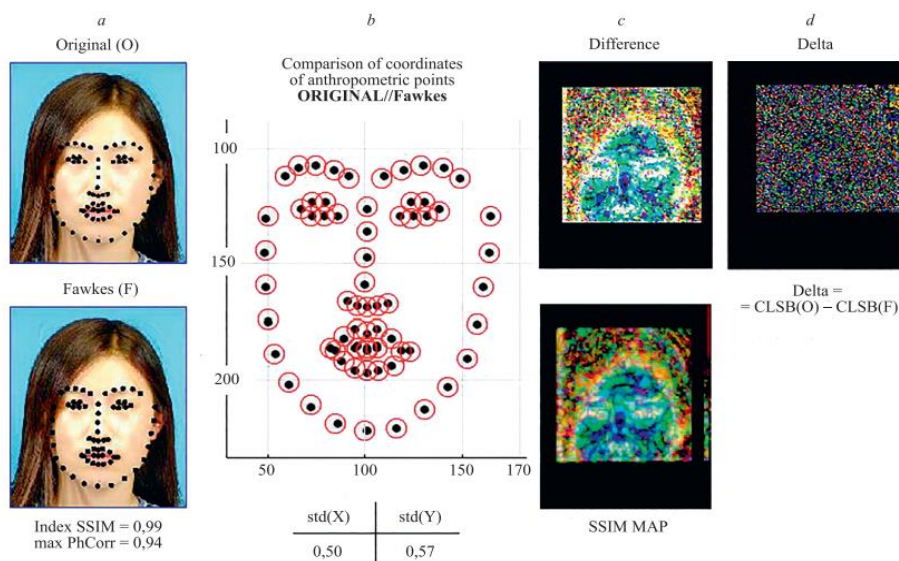 a
Original (O)
Fawkes (F)
Index SSIM = 0,99
max PhCorr = 0,94
b
Comparison of coordinates
of anthropometric points
ORIGINAL//Fawkes
100
150
200
50 100 150 170
std(X) std(Y)
0,50 0,57
c
Difference
SSIM MAP
d
Delta
Delta =
= CLSB(O) – CLSB(F)